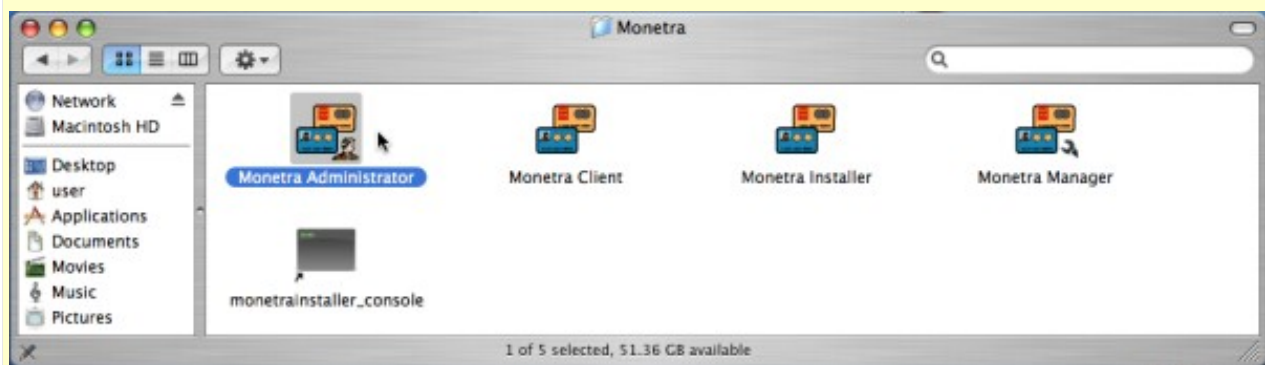 Monetra
Network
Macintosh HD
Desktop
user
Applications
Documents
Movies
Music
Pictures
Monetra Administrator
Monetra Client
Monetra Installer
Monetra Manager
monetrainstaller_console
1 of 5 selected, 51.36 GB available